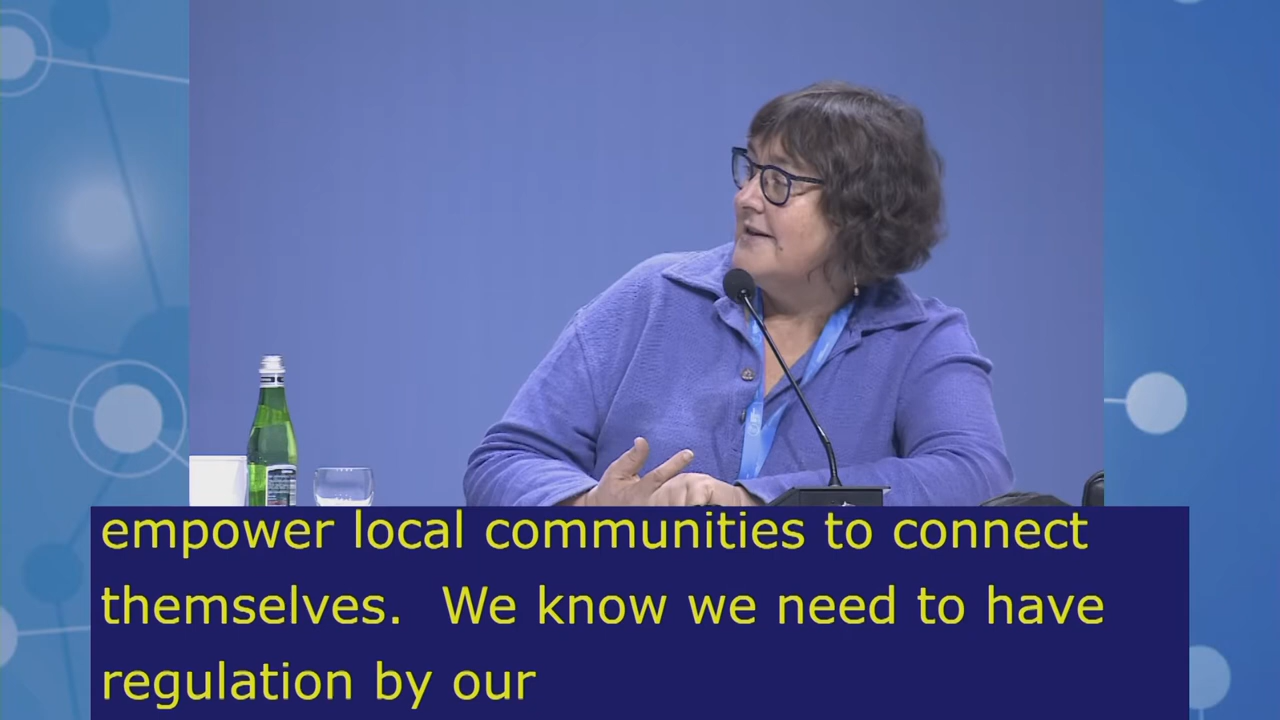 empower local communities to connect
themselves.  We know we need to have
regulation by our